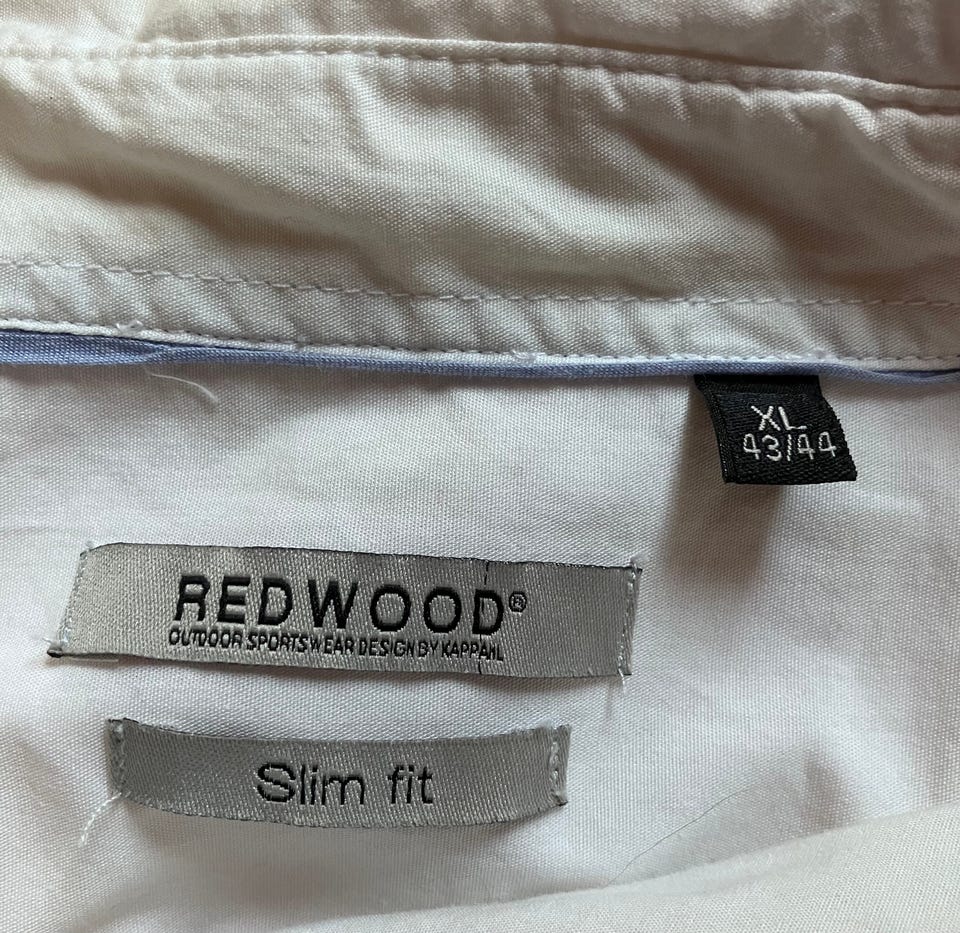 XL
43/44
REDWOOD®
OUTDOOR SPORTSWEAR DESIGN BY KAPPAHL
Slim fit